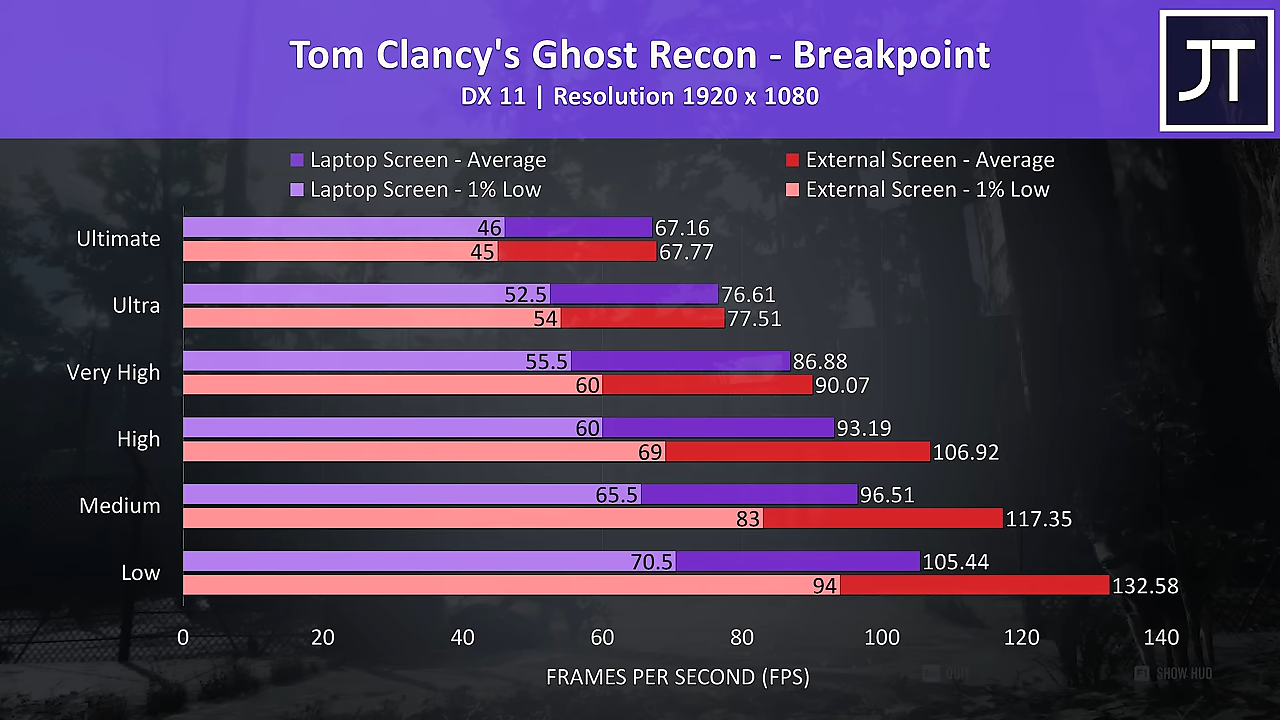 Tom Clancy's Ghost Recon - Breakpoint
DX 11 | Resolution 1920 x 1080
JT
Laptop Screen - Average
External Screen - Average
Laptop Screen - 1% Low
External Screen - 1% Low
Ultimate
46
67.16
45
67.77
Ultra
52.5
76.61
54
77.51
Very High
55.5
86.88
60
90.07
High
60
93.19
69
106.92
Medium
65.5
96.51
83
117.35
Low
70.5
105.44
94
132.58
0 20 40 60 80 100 120 140
FRAMES PER SECOND (FPS)
QUIT
F1 SHOW HUD